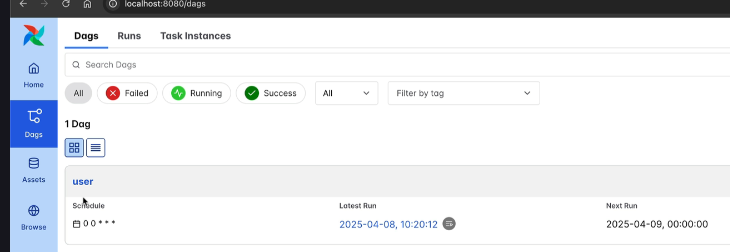 localhost:8080/dags
Dags Runs Task Instances
Search Dags
Home
All Failed Running Success All Filter by tag
Dags
1 Dag
Assets
user
Schedule Latest Run Next Run
Browse
0 0 * * * 2025-04-08, 10:20:12 2025-04-09, 00:00:00